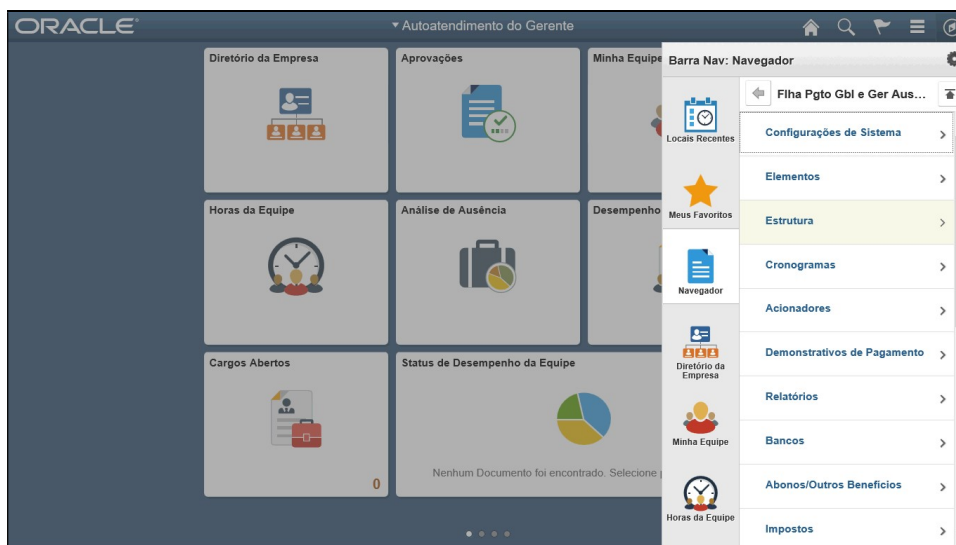 ORACLE
Autoatendimento do Gerente
Diretório da Empresa
Aprovações
Minha Equipe
Horas da Equipe
Análise de Ausência
Desempenho
Cargos Abertos
0
Status de Desempenho da Equipe
Nenhum Documento foi encontrado. Selecione
Barra Nav: Navegador
Locais Recentes
Meus Favoritos
Navegador
Diretório da
Empresa
Minha Equipe
Horas da Equipe
Flha Pgto Gbl e Ger Aus...
Configurações de Sistema
Elementos
Estrutura
Cronogramas
Acionadores
Demonstrativos de Pagamento
Relatórios
Bancos
Abonos/Outros Benefícios
Impostos